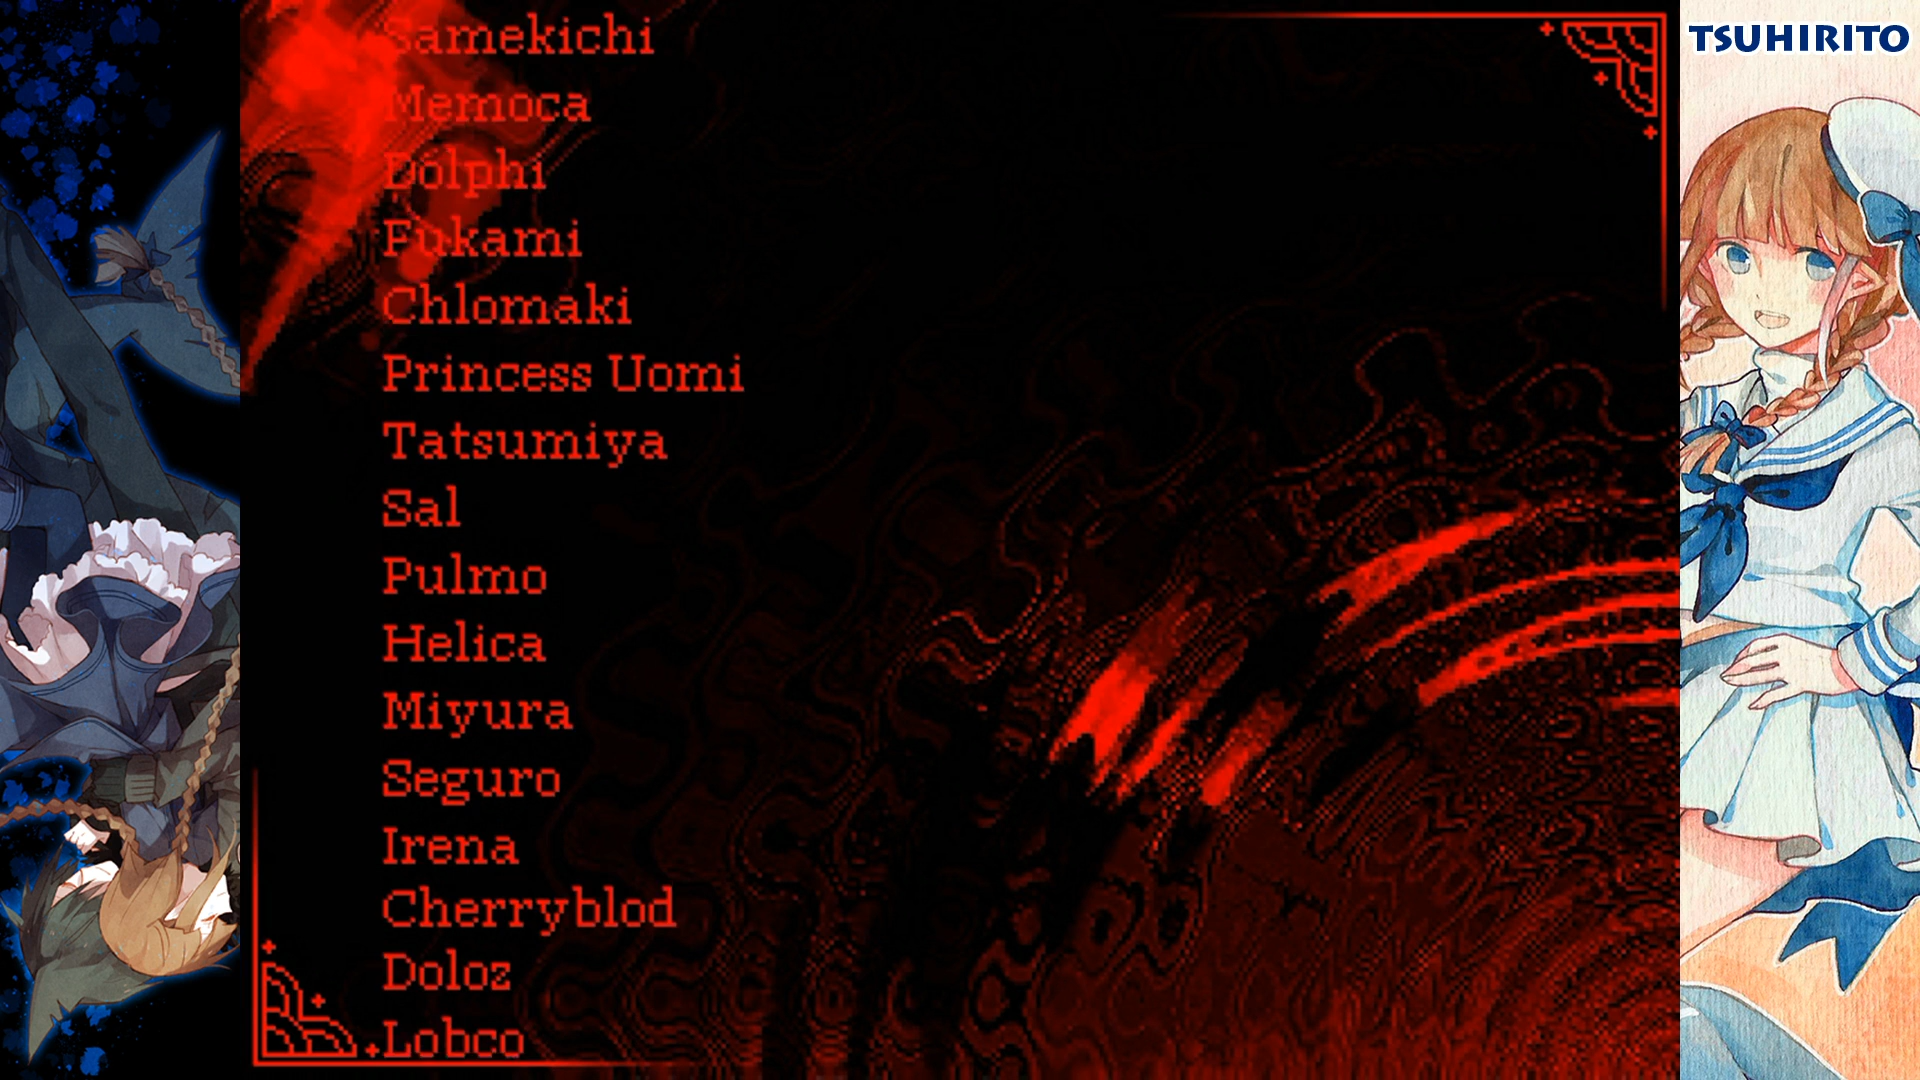 Samekichi
TSUHIRITO
Memoca
Dolphi
Fukami
Chlomaki
Princess Uomi
Tatsumiya
Sal
Pulmo
Helica
Miyura
Seguro
Irena
Cherryblod
Doloz
Lobco